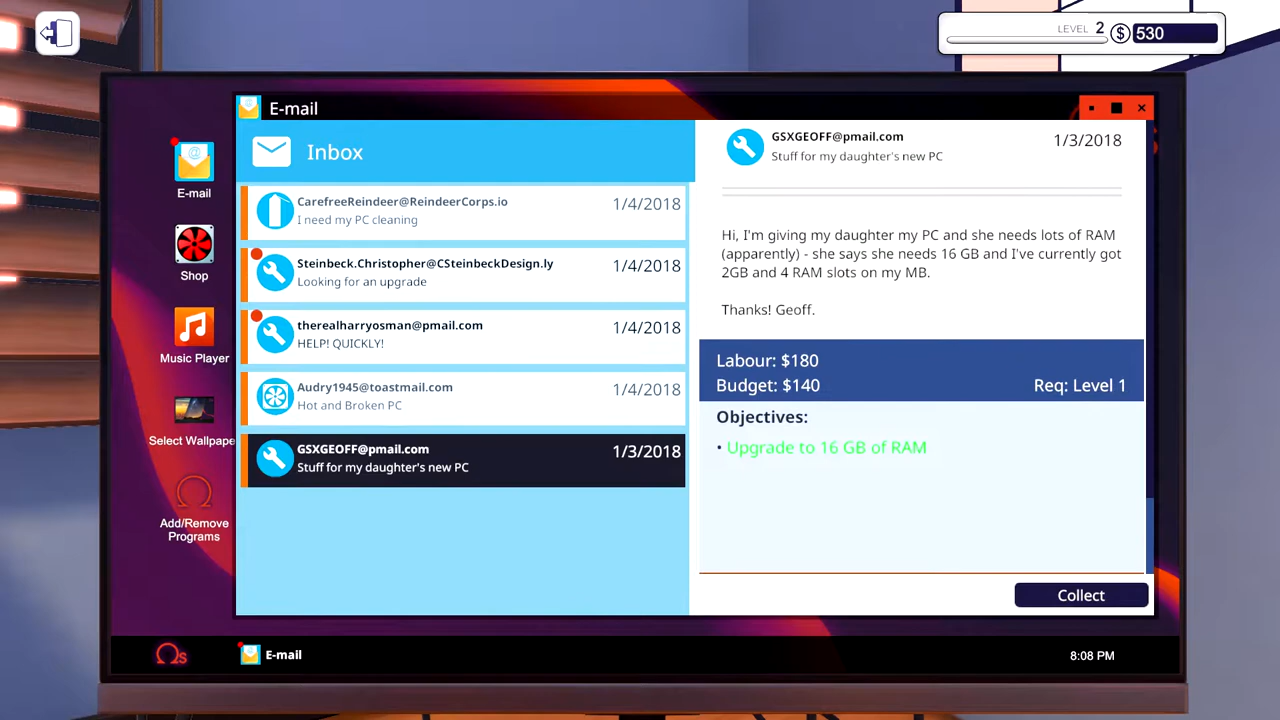 LEVEL 2
$ 530
E-mail
Inbox
CarefreeReindeer@ReindeerCorps.io 1/4/2018
I need my PC cleaning
Steinbeck.Christopher@CSteinbeckDesign.ly 1/4/2018
Looking for an upgrade
therealharryosman@pmail.com 1/4/2018
HELP! QUICKLY!
Audry1945@toastmail.com 1/4/2018
Hot and Broken PC
GSXGEOFF@pmail.com 1/3/2018
Stuff for my daughter's new PC
E-mail
Shop
Music Player
Select Wallpape
Add/Remove
Programs
GSXGEOFF@pmail.com 1/3/2018
Stuff for my daughter's new PC
Hi, I'm giving my daughter my PC and she needs lots of RAM
(apparently) - she says she needs 16 GB and I've currently got
2GB and 4 RAM slots on my MB.
Thanks! Geoff.
Labour: $180
Budget: $140 Req: Level 1
Objectives:
• Upgrade to 16 GB of RAM
Collect
Ωs E-mail 8:08 PM